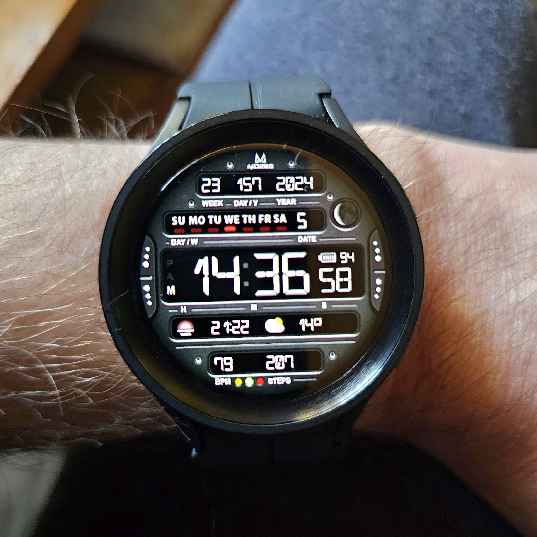 23 157 2024
WEEK DAY/Y YEAR
SU MO TU WE TH FR SA 5
DAY/W DATE
P
A
M
14:36 58
94
H M S
21:22 14°
79 207
BPM STEPS